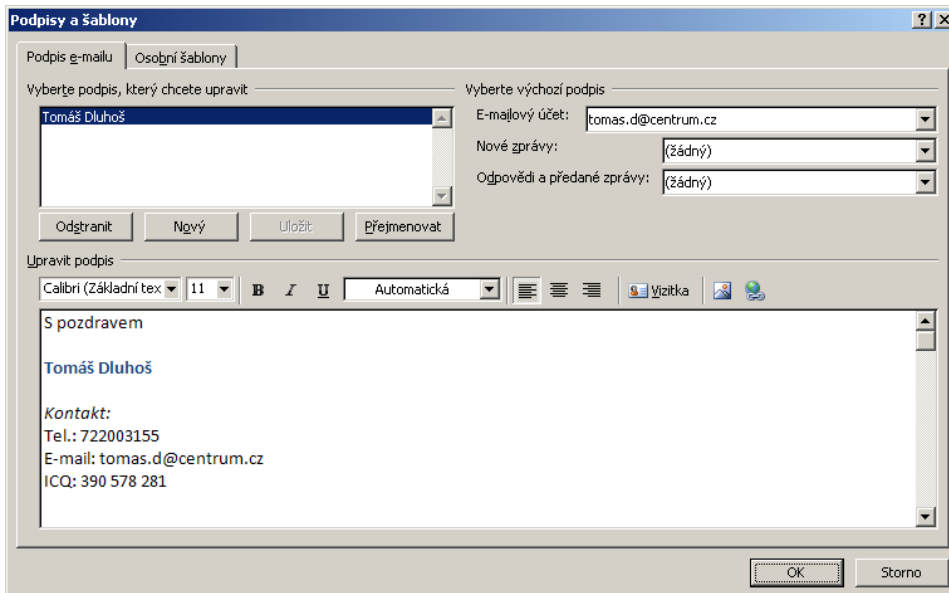 Podpisy a šablony
Podpis e-mailu Osobní šablony
Vyberte podpis, který chcete upravit
Tomáš Dluhoš
Odstranit Nový Uložit Přejmenovat
Vyberte výchozí podpis
E-mailový účet: tomas.d@centrum.cz
Nové zprávy: (žádný)
Odpovědi a předané zprávy: (žádný)
Upravit podpis
Calibri (Základní tex 11 B I U Automatická Vizitka
S pozdravem
Tomáš Dluhoš
Kontakt:
Tel.: 722003155
E-mail: tomas.d@centrum.cz
ICQ: 390 578 281
OK Storno